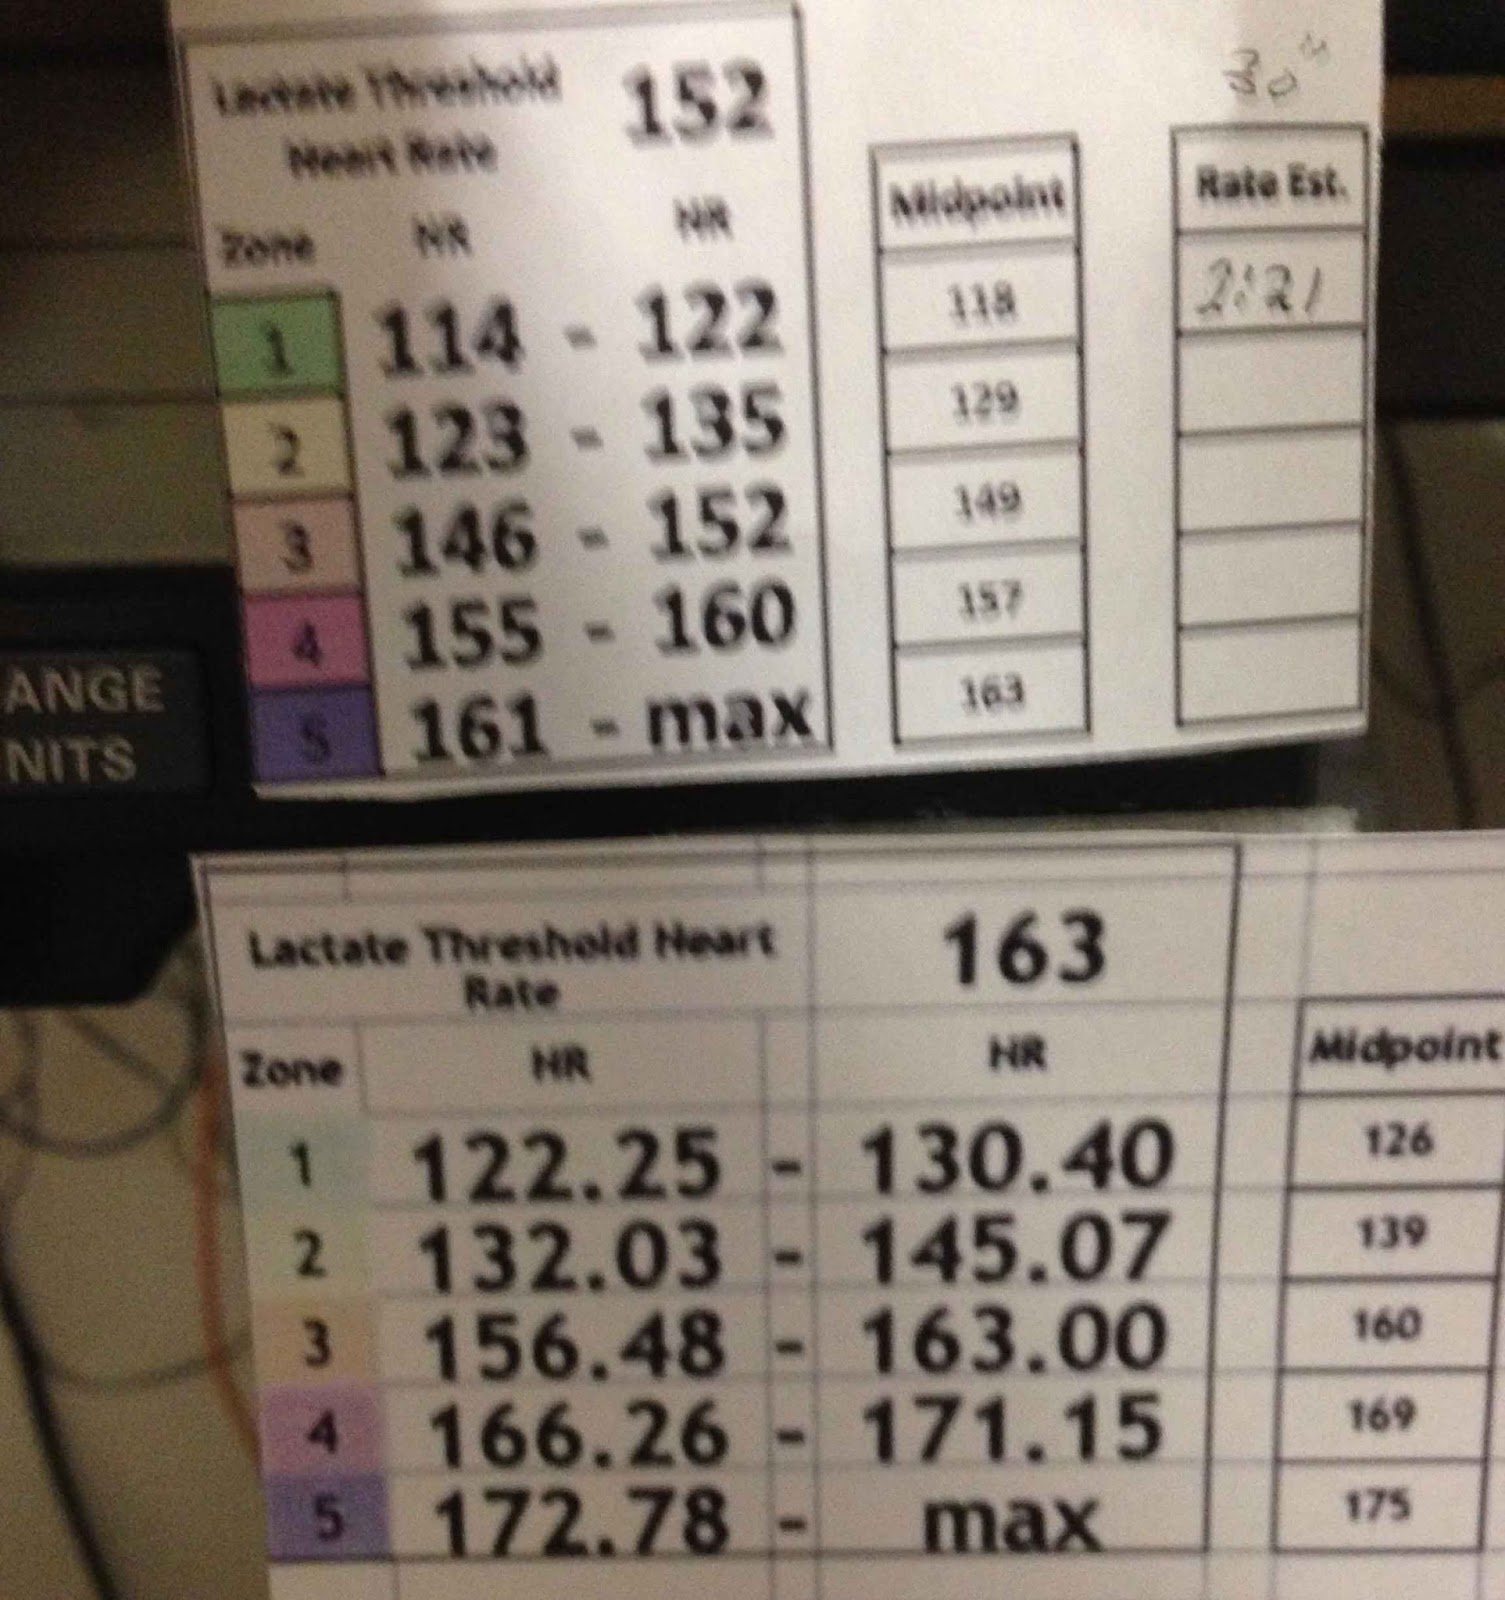 30"
Lactate Threshold 152
Heart Rate
Midpoint Rate Est.
Zone HR HR
1 114 - 122 118 2:21
2 123 - 135 129
3 146 - 152 149
4 155 - 160 157
5 161 - max 163
ANGE
NITS
Lactate Threshold Heart 163
Rate
Zone HR HR Midpoint
1 122.25 - 130.40 126
2 132.03 - 145.07 139
3 156.48 - 163.00 160
4 166.26 - 171.15 169
5 172.78 - max 175